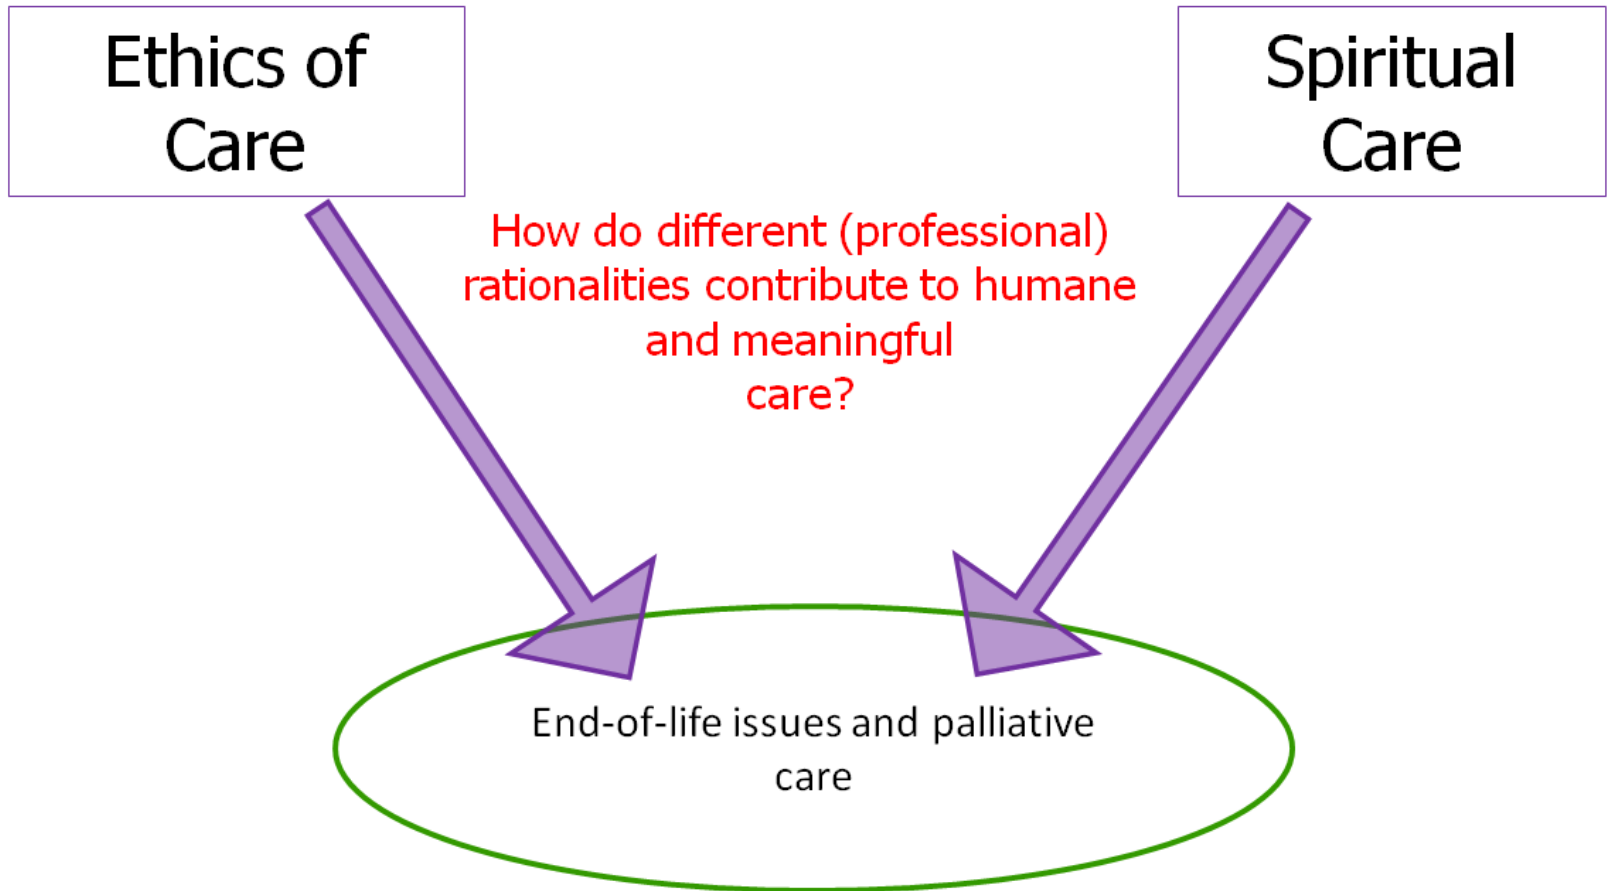 Ethics of
Care
Spiritual
Care
How do different (professional)
rationalities contribute to humane
and meaningful
care?
End-of-life issues and palliative
care